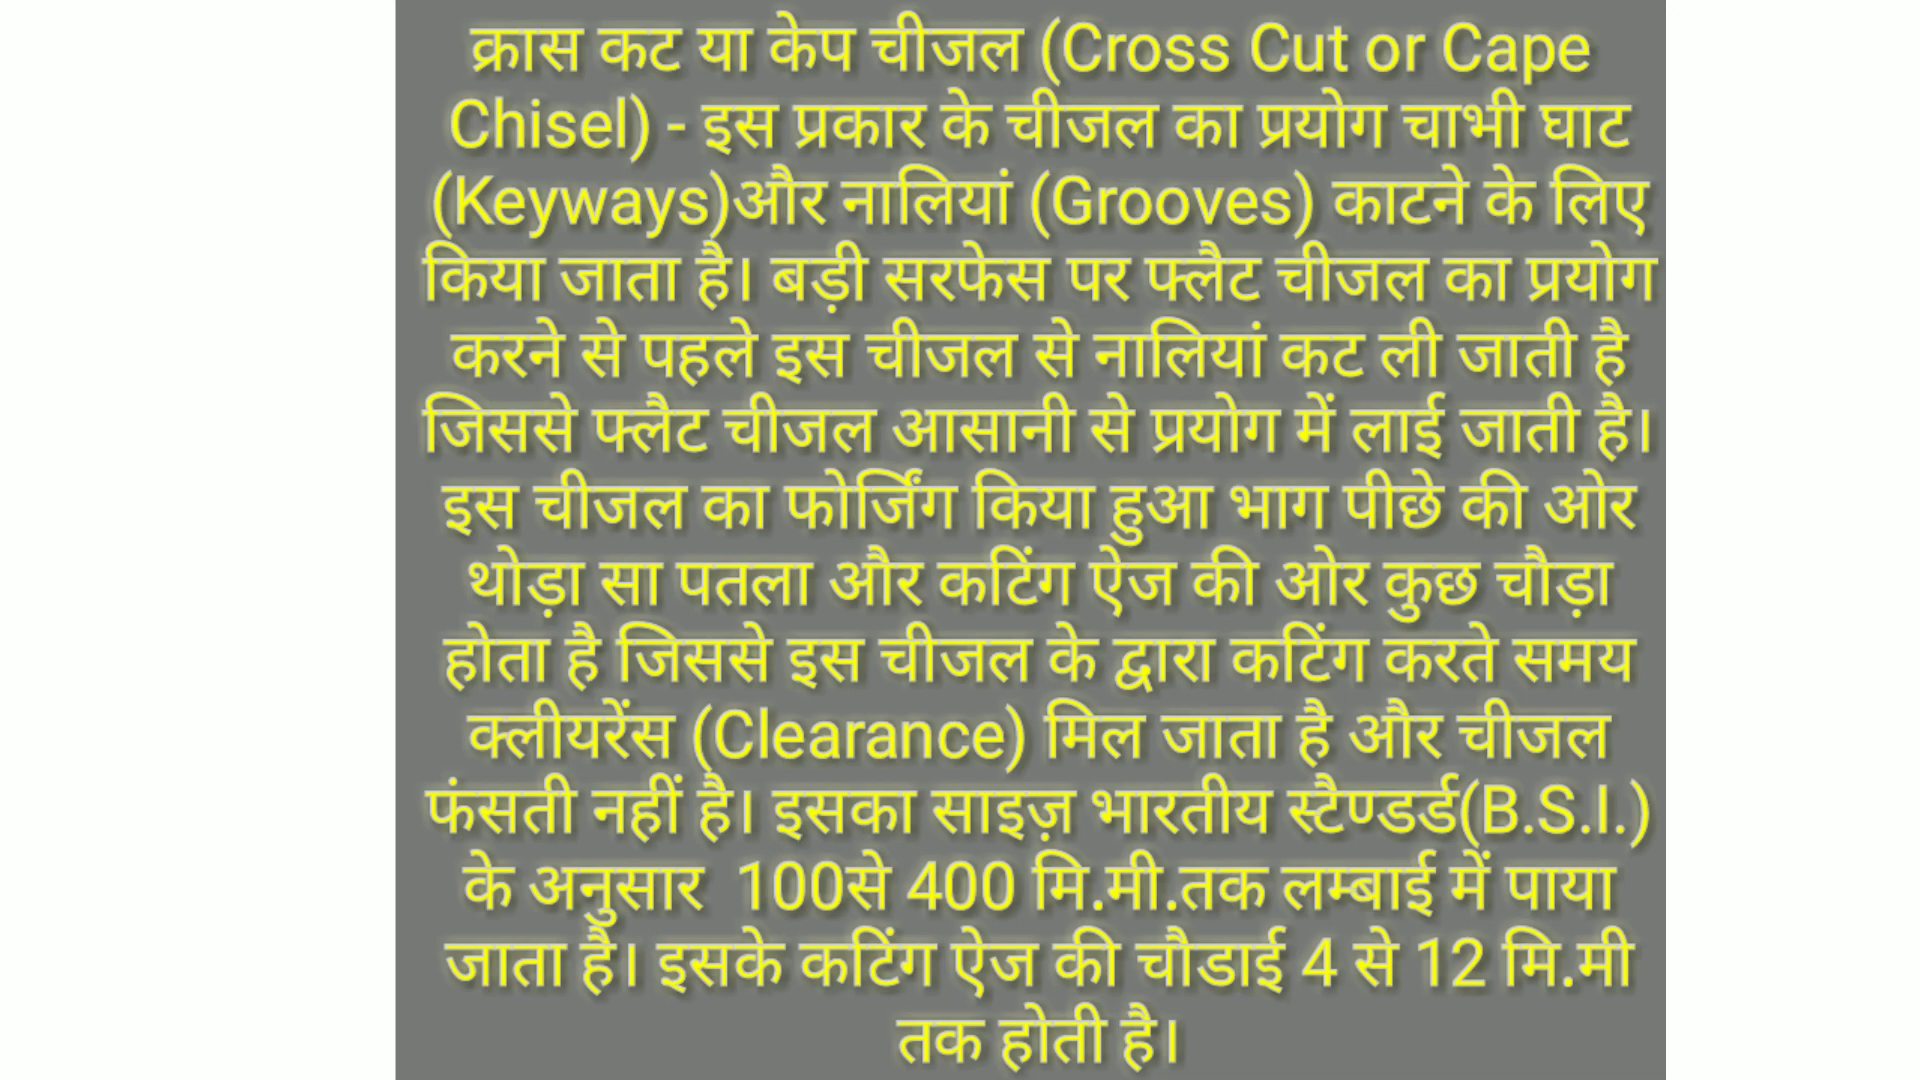 क्रास कट या केप चीजल (Cross Cut or Cape
Chisel) - इस प्रकार के चीजल का प्रयोग चाभी घाट
(Keyways)और नालियां (Grooves) काटने के लिए
किया जाता है। बड़ी सरफेस पर फ्लैट चीजल का प्रयोग
करने से पहले इस चीजल से नालियां कट ली जाती है
जिससे फ्लैट चीजल आसानी से प्रयोग में लाई जाती है।
इस चीजल का फोर्जिंग किया हुआ भाग पीछे की ओर
थोड़ा सा पतला और कटिंग ऐज की ओर कुछ चौड़ा
होता है जिससे इस चीजल के द्वारा कटिंग करते समय
क्लीयरेंस (Clearance) मिल जाता है और चीजल
फंसती नहीं है। इसका साइज़ भारतीय स्टैण्डर्ड(B.S.I.)
के अनुसार  100से 400 मि.मी.तक लम्बाई में पाया
जाता है। इसके कटिंग ऐज की चौडाई 4 से 12 मि.मी
तक होती है।